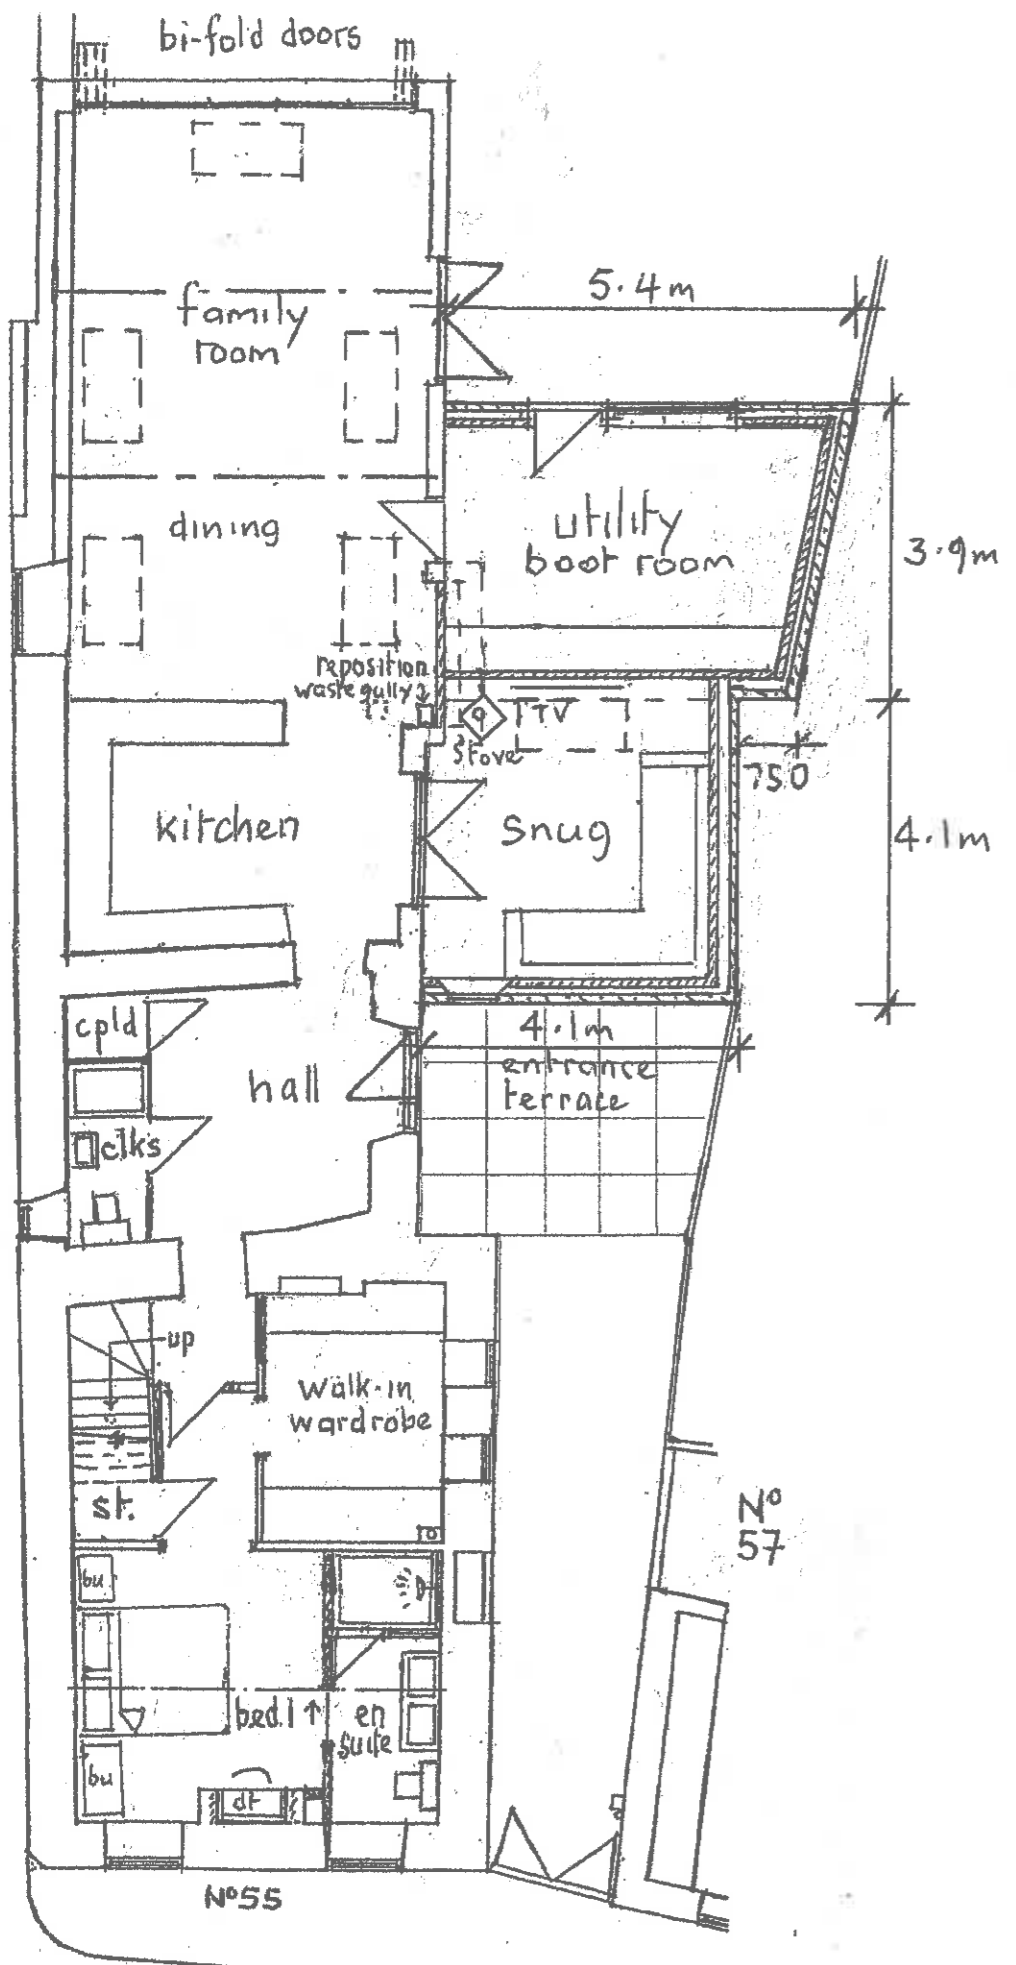 bi-fold doors
5.4m
family
room
dining
utility
boot room
3.9m
reposition
waste gully
TV
stove
750
kitchen
snug
4.1m
cpld
4.1m
entrance
terrace
hall
clks
up
walk-in
wardrobe
st.
Nº
57
bu
bed.1 ↑
en
suite
bu
dt
Nº55